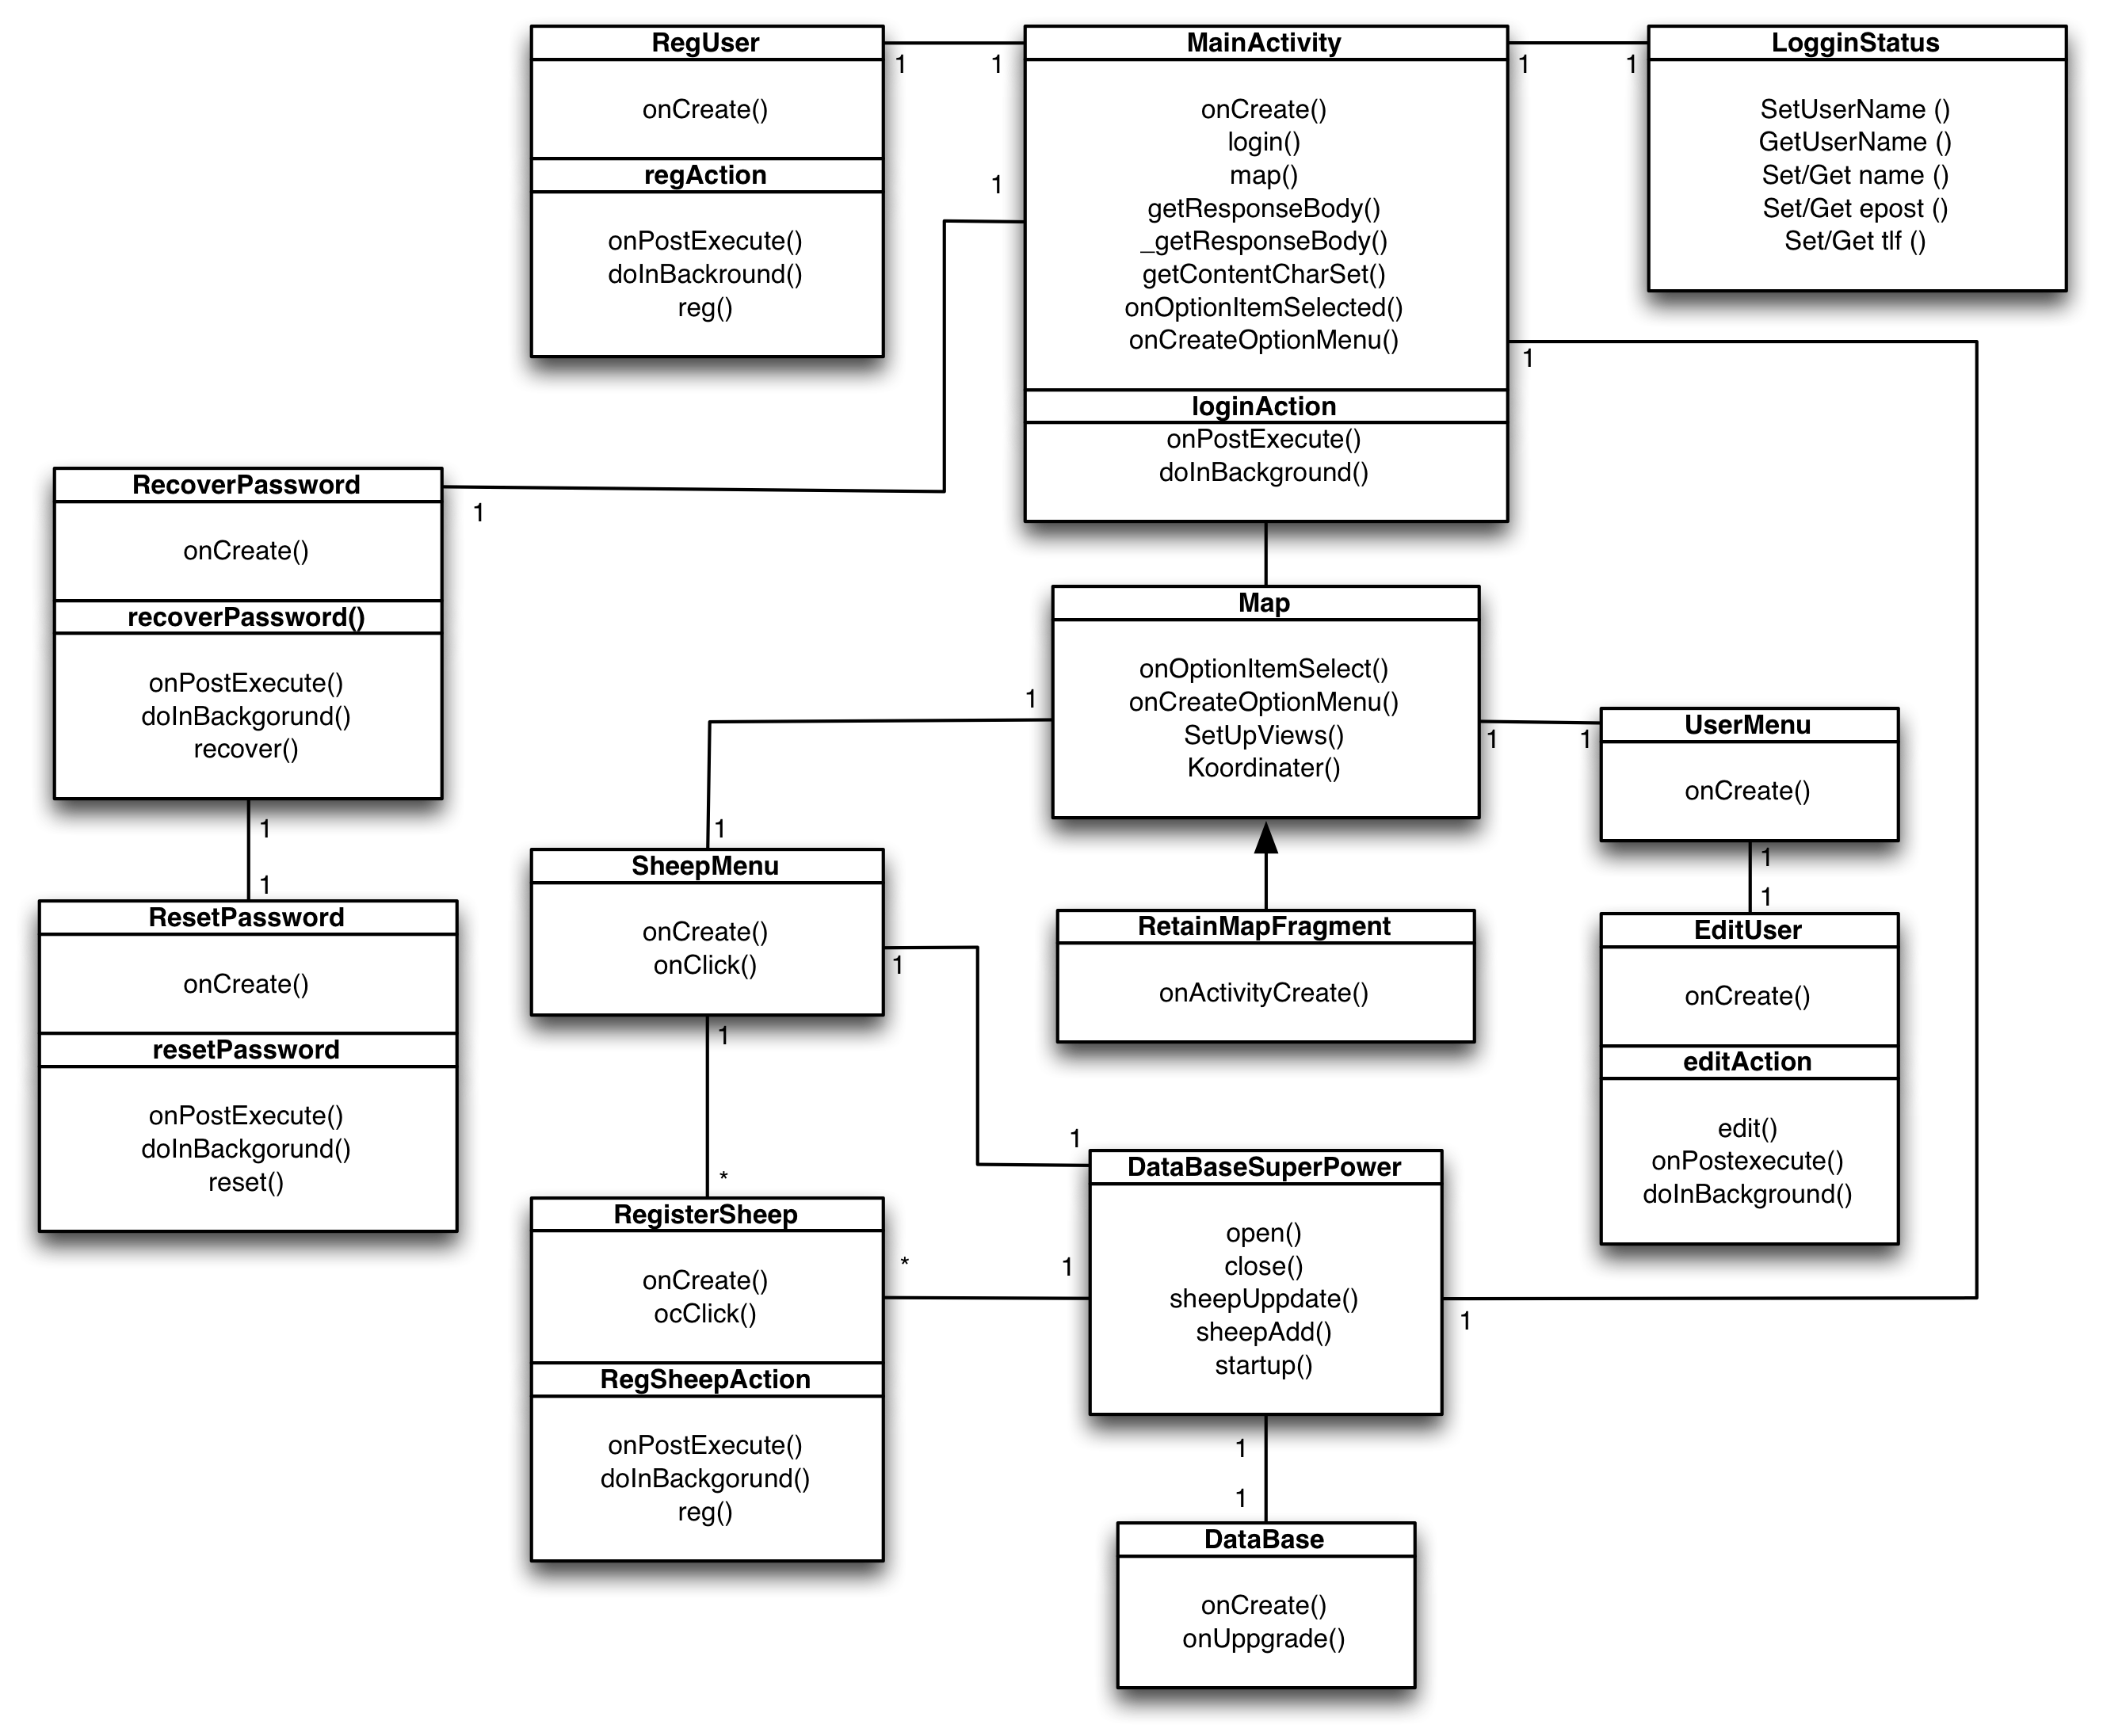 RegUser
onCreate()
regAction
onPostExecute()
doInBackround()
reg()
1
1
MainActivity
onCreate()
login()
map()
getResponseBody()
_getResponseBody()
getContentCharSet()
onOptionItemSelected()
onCreateOptionMenu()
loginAction
onPostExecute()
doInBackground()
1
1
LogginStatus
SetUserName ()
GetUserName ()
Set/Get name ()
Set/Get epost ()
Set/Get tlf ()
1
1
1
RecoverPassword
onCreate()
recoverPassword()
onPostExecute()
doInBackgorund()
recover()
1
1
ResetPassword
onCreate()
resetPassword
onPostExecute()
doInBackgorund()
reset()
Map
onOptionItemSelect()
onCreateOptionMenu()
SetUpViews()
Koordinater()
1
1
1
1
UserMenu
onCreate()
1
1
EditUser
onCreate()
editAction
edit()
onPostexecute()
doInBackground()
SheepMenu
onCreate()
onClick()
1
1
*
RetainMapFragment
onActivityCreate()
1
RegisterSheep
onCreate()
ocClick()
RegSheepAction
onPostExecute()
doInBackgorund()
reg()
*
1
DataBaseSuperPower
open()
close()
sheepUppdate()
sheepAdd()
startup()
1
1
1
DataBase
onCreate()
onUppgrade()